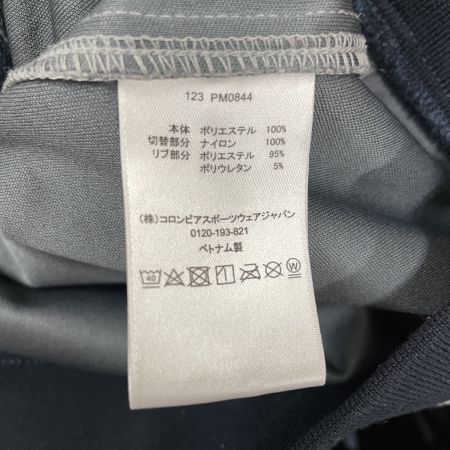 123 PM0844
本体 ポリエステル 100%
切替部分 ナイロン 100%
リブ部分 ポリエステル 95%
ポリウレタン 5%
(株)コロンビアスポーツウェアジャパン
0120-193-821
ベトナム製
40 W